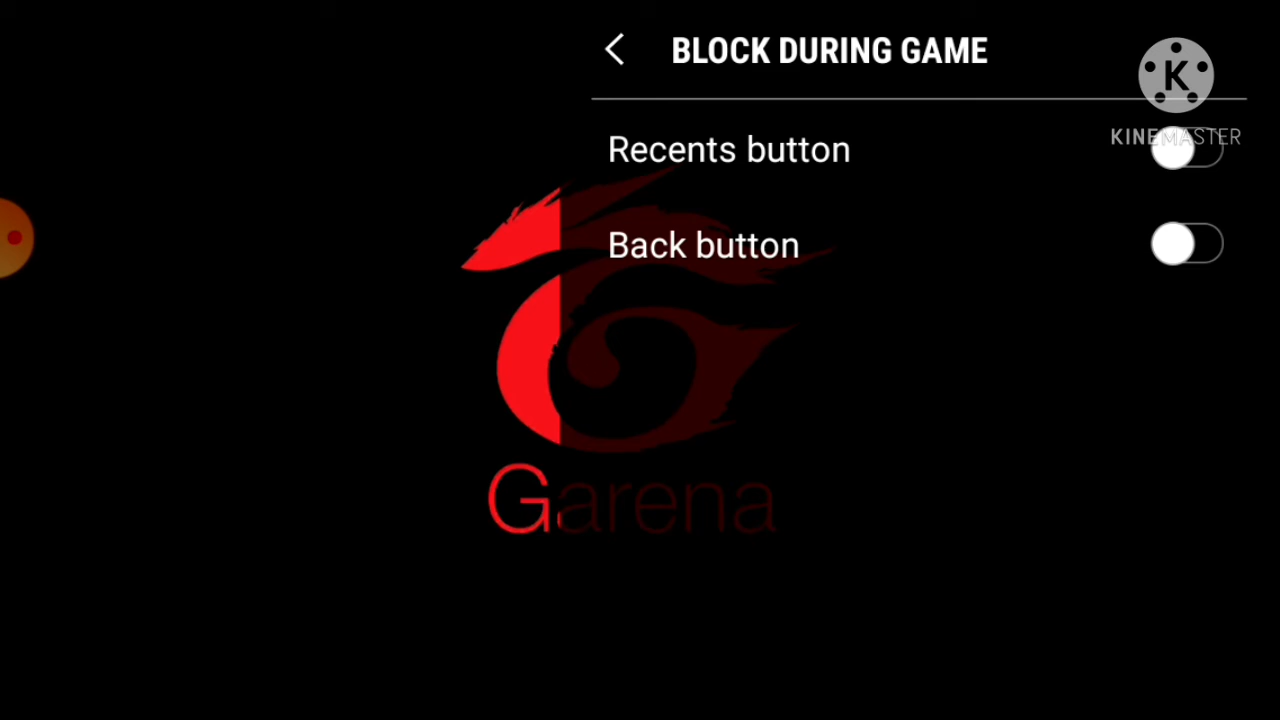 BLOCK DURING GAME
K
KINEMASTER
Recents button
Back button
Garena